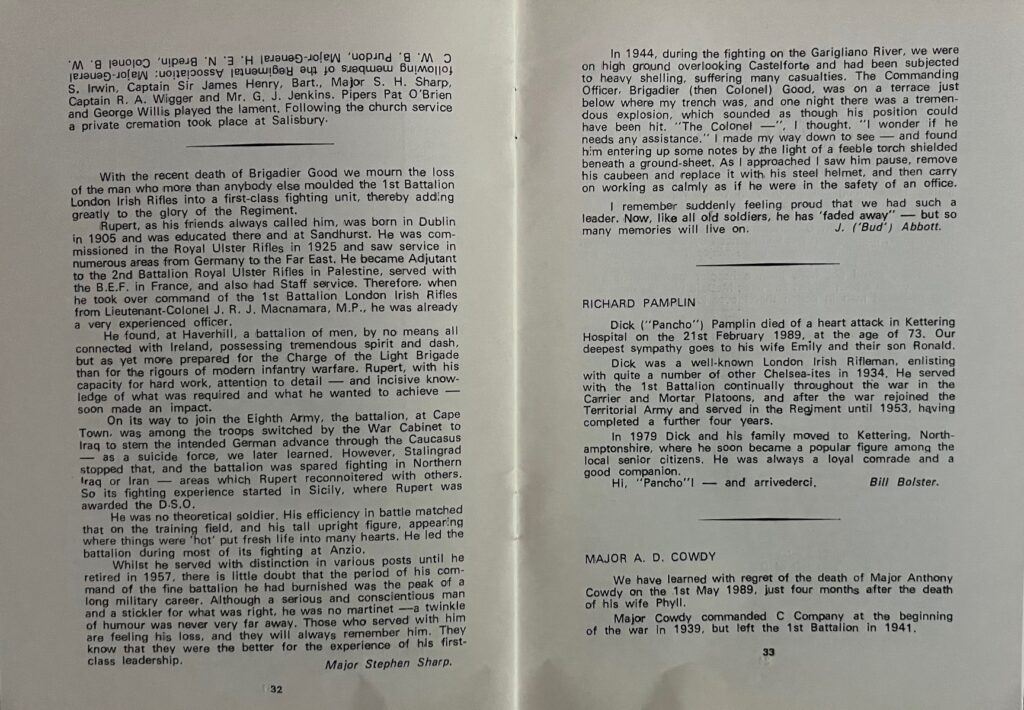 following members of the Regimental Association: Major-General
C W. B. Purdon, Major-General H. E. N. Bredin, Colonel B. W.
S. Irwin, Captain Sir James Henry, Bart., Major S. H. Sharp,
Captain R. A. Wigger and Mr. G. J. Jenkins. Pipers Pat O'Brien
and George Willis played the lament. Following the church service
a private cremation took place at Salisbury.
With the recent death of Brigadier Good we mourn the loss
of the man who more than anybody else moulded the 1st Battalion
London Irish Rifles into a first-class fighting unit, thereby adding
greatly to the glory of the Regiment.
Rupert, as his friends always called him, was born in Dublin
in 1905 and was educated there and at Sandhurst. He was com-
missioned in the Royal Ulster Rifles in 1925 and saw service in
numerous areas from Germany to the Far East. He became Adjutant
to the 2nd Battalion Royal Ulster Rifles in Palestine, served with
the B.E.F. in France, and also had Staff service. Therefore, when
he took over command of the 1st Battalion London Irish Rifles
from Lieutenant-Colonel J. R. J. Macnamara, M.P., he was already
a very experienced officer.
He found, at Haverhill, a battalion of men, by no means all
connected with Ireland, possessing tremendous spirit and dash,
but as yet more prepared for the Charge of the Light Brigade
than for the rigours of modern infantry warfare. Rupert, with his
capacity for hard work, attention to detail — and incisive know-
ledge of what was required and what he wanted to achieve —
soon made an impact.
On its way to join the Eighth Army, the battalion, at Cape
Town, was among the troops switched by the War Cabinet to
Iraq to stem the intended German advance through the Caucasus
— as a suicide force, we later learned. However, Stalingrad
stopped that, and the battalion was spared fighting in Northern
Iraq or Iran — areas which Rupert reconnoitered with others.
So its fighting experience started in Sicily, where Rupert was
awarded the D.S.O.
He was no theoretical soldier. His efficiency in battle matched
that on the training field, and his tall upright figure, appearing
where things were 'hot' put fresh life into many hearts. He led the
battalion during most of its fighting at Anzio.
Whilst he served with distinction in various posts until he
retired in 1957, there is little doubt that the period of his com-
mand of the fine battalion he had burnished was the peak of a
long military career. Although a serious and conscientious man
and a stickler for what was right, he was no martinet —a twinkle
of humour was never very far away. Those who served with him
are feeling his loss, and they will always remember him. They
know that they were the better for the experience of his first-
class leadership.
Major Stephen Sharp.
32
In 1944, during the fighting on the Garigliano River, we were
on high ground overlooking Castelforte and had been subjected
to heavy shelling, suffering many casualties. The Commanding
Officer, Brigadier (then Colonel) Good, was on a terrace just
below where my trench was, and one night there was a tremen-
dous explosion, which sounded as though his position could
have been hit. "The Colonel —", I thought. "I wonder if he
needs any assistance." I made my way down to see — and found
him entering up some notes by the light of a feeble torch shielded
beneath a ground-sheet. As I approached I saw him pause, remove
his caubeen and replace it with his steel helmet, and then carry
on working as calmly as if he were in the safety of an office.
I remember suddenly feeling proud that we had such a
leader. Now, like all old soldiers, he has 'faded away" — but so
many memories will live on. J. ('Bud') Abbott.
RICHARD PAMPLIN
Dick ("Pancho") Pamplin died of a heart attack in Kettering
Hospital on the 21st February 1989, at the age of 73. Our
deepest sympathy goes to his wife Emily and their son Ronald.
Dick was a well-known London Irish Rifleman, enlisting
with quite a number of other Chelsea-ites in 1934. He served
with the 1st Battalion continually throughout the war in the
Carrier and Mortar Platoons, and after the war rejoined the
Territorial Army and served in the Regiment until 1953, having
completed a further four years.
In 1979 Dick and his family moved to Kettering, North-
amptonshire, where he soon became a popular figure among the
local senior citizens. He was always a loyal comrade and a
good companion.
Hi, "Pancho"! — and arrivederci. Bill Bolster.
MAJOR A. D. COWDY
We have learned with regret of the death of Major Anthony
Cowdy on the 1st May 1989, just four months after the death
of his wife Phyll.
Major Cowdy commanded C Company at the beginning
of the war in 1939, but left the 1st Battalion in 1941.
33